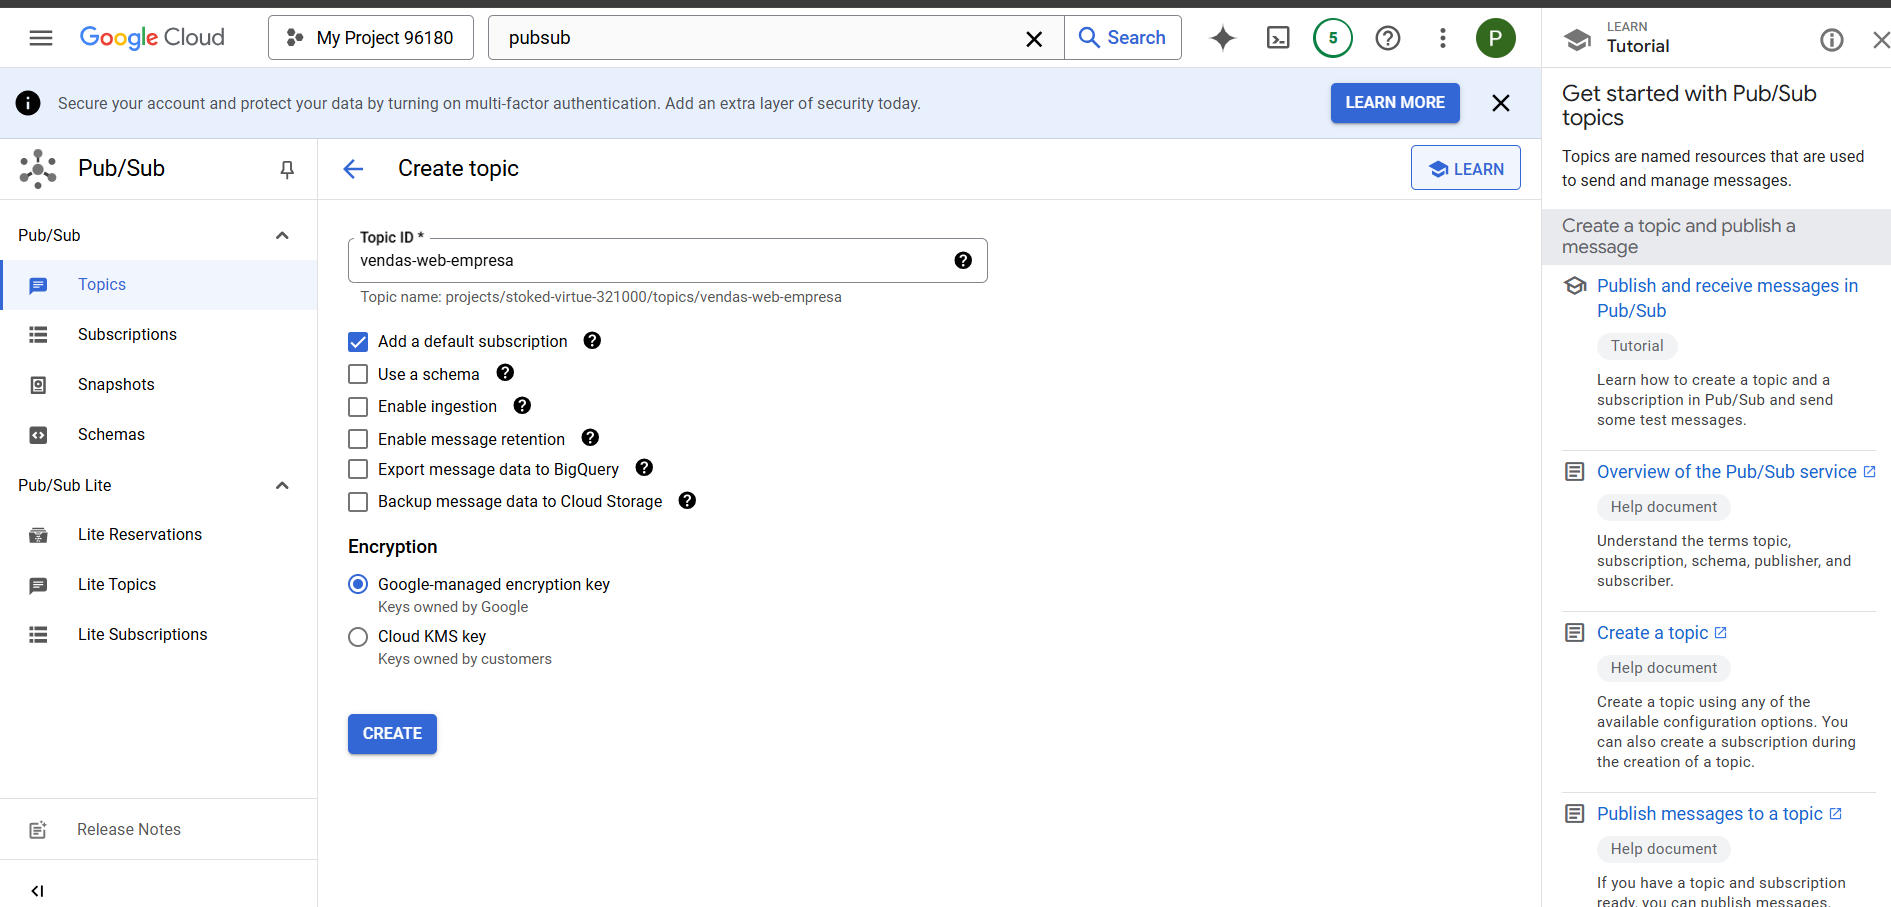 Google Cloud
My Project 96180
pubsub
Search
5
P
Secure your account and protect your data by turning on multi-factor authentication. Add an extra layer of security today.
LEARN MORE
Pub/Sub
Pub/Sub
Topics
Subscriptions
Snapshots
Schemas
Pub/Sub Lite
Lite Reservations
Lite Topics
Lite Subscriptions
Release Notes
Create topic
LEARN
Topic ID *
vendas-web-empresa
Topic name: projects/stoked-virtue-321000/topics/vendas-web-empresa
Add a default subscription
Use a schema
Enable ingestion
Enable message retention
Export message data to BigQuery
Backup message data to Cloud Storage
Encryption
Google-managed encryption key
Keys owned by Google
Cloud KMS key
Keys owned by customers
CREATE
LEARN
Tutorial
Get started with Pub/Sub
topics
Topics are named resources that are used
to send and manage messages.
Create a topic and publish a
message
Publish and receive messages in
Pub/Sub
Tutorial
Learn how to create a topic and a
subscription in Pub/Sub and send
some test messages.
Overview of the Pub/Sub service
Help document
Understand the terms topic,
subscription, schema, publisher, and
subscriber.
Create a topic
Help document
Create a topic using any of the
available configuration options. You
can also create a subscription during
the creation of a topic.
Publish messages to a topic
Help document
If you have a topic and subscription
ready, you can publish messages.